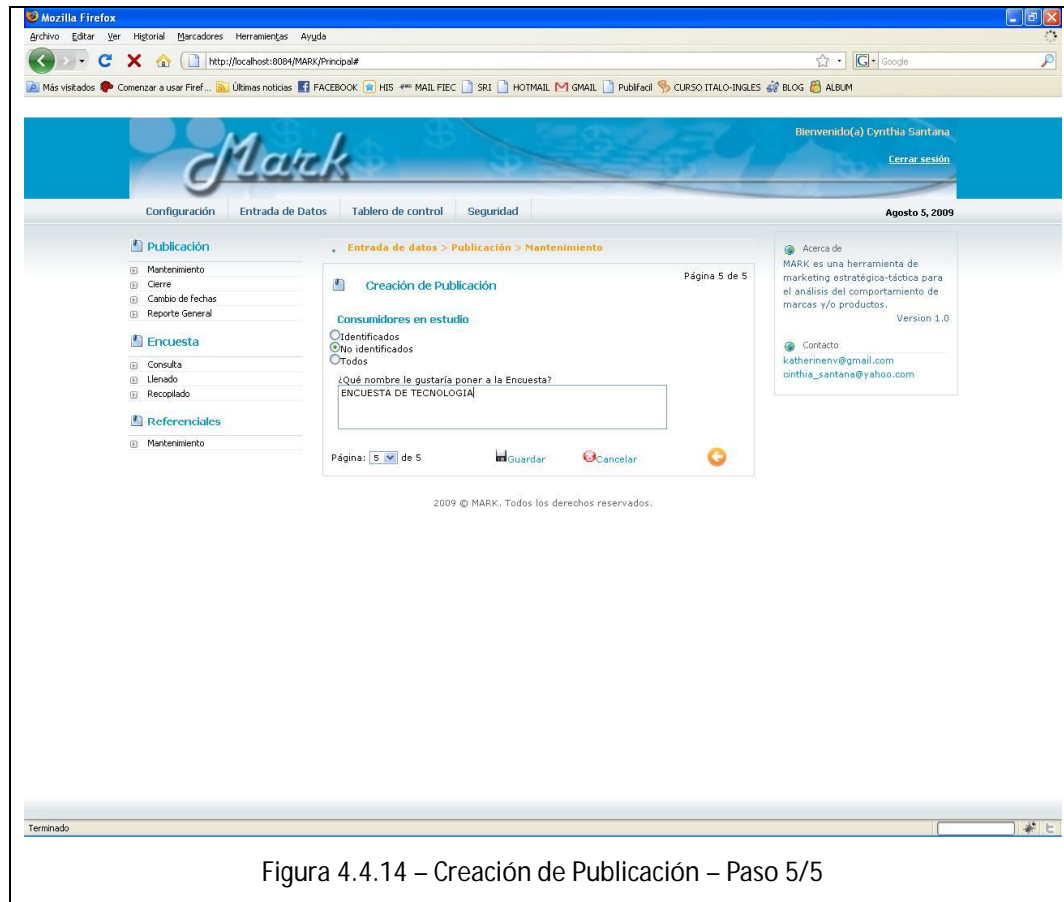 Mozilla Firefox
Archivo Editar Ver Historial Marcadores Herramientas Ayuda
http://localhost:8084/MARK/Principal#
Google
Más visitados Comenzar a usar Firef... Últimas noticias FACEBOOK HI5 MAIL FIEC SRI HOTMAIL GMAIL Publifacil CURSO ITALO-INGLES BLOG ALBUM
Mark
Bienvenido(a) Cynthia Santana
Cerrar sesión
Configuración Entrada de Datos Tablero de control Seguridad
Agosto 5, 2009
Publicación
Mantenimiento
Cierre
Cambio de fechas
Reporte General
Encuesta
Consulta
Llenado
Recopilado
Referenciales
Mantenimiento
. Entrada de datos > Publicación > Mantenimiento
Página 5 de 5
Creación de Publicación
Consumidores en estudio
Identificados
No identificados
Todos
¿Qué nombre le gustaría poner a la Encuesta?
ENCUESTA DE TECNOLOGIA
Página: 5 de 5 Guardar Cancelar
Acerca de
MARK es una herramienta de
marketing estratégica-táctica para
el análisis del comportamiento de
marcas y/o productos.
Version 1.0
Contacto
katherinenv@gmail.com
cinthia_santana@yahoo.com
2009 © MARK. Todos los derechos reservados.
Terminado
Figura 4.4.14 – Creación de Publicación – Paso 5/5